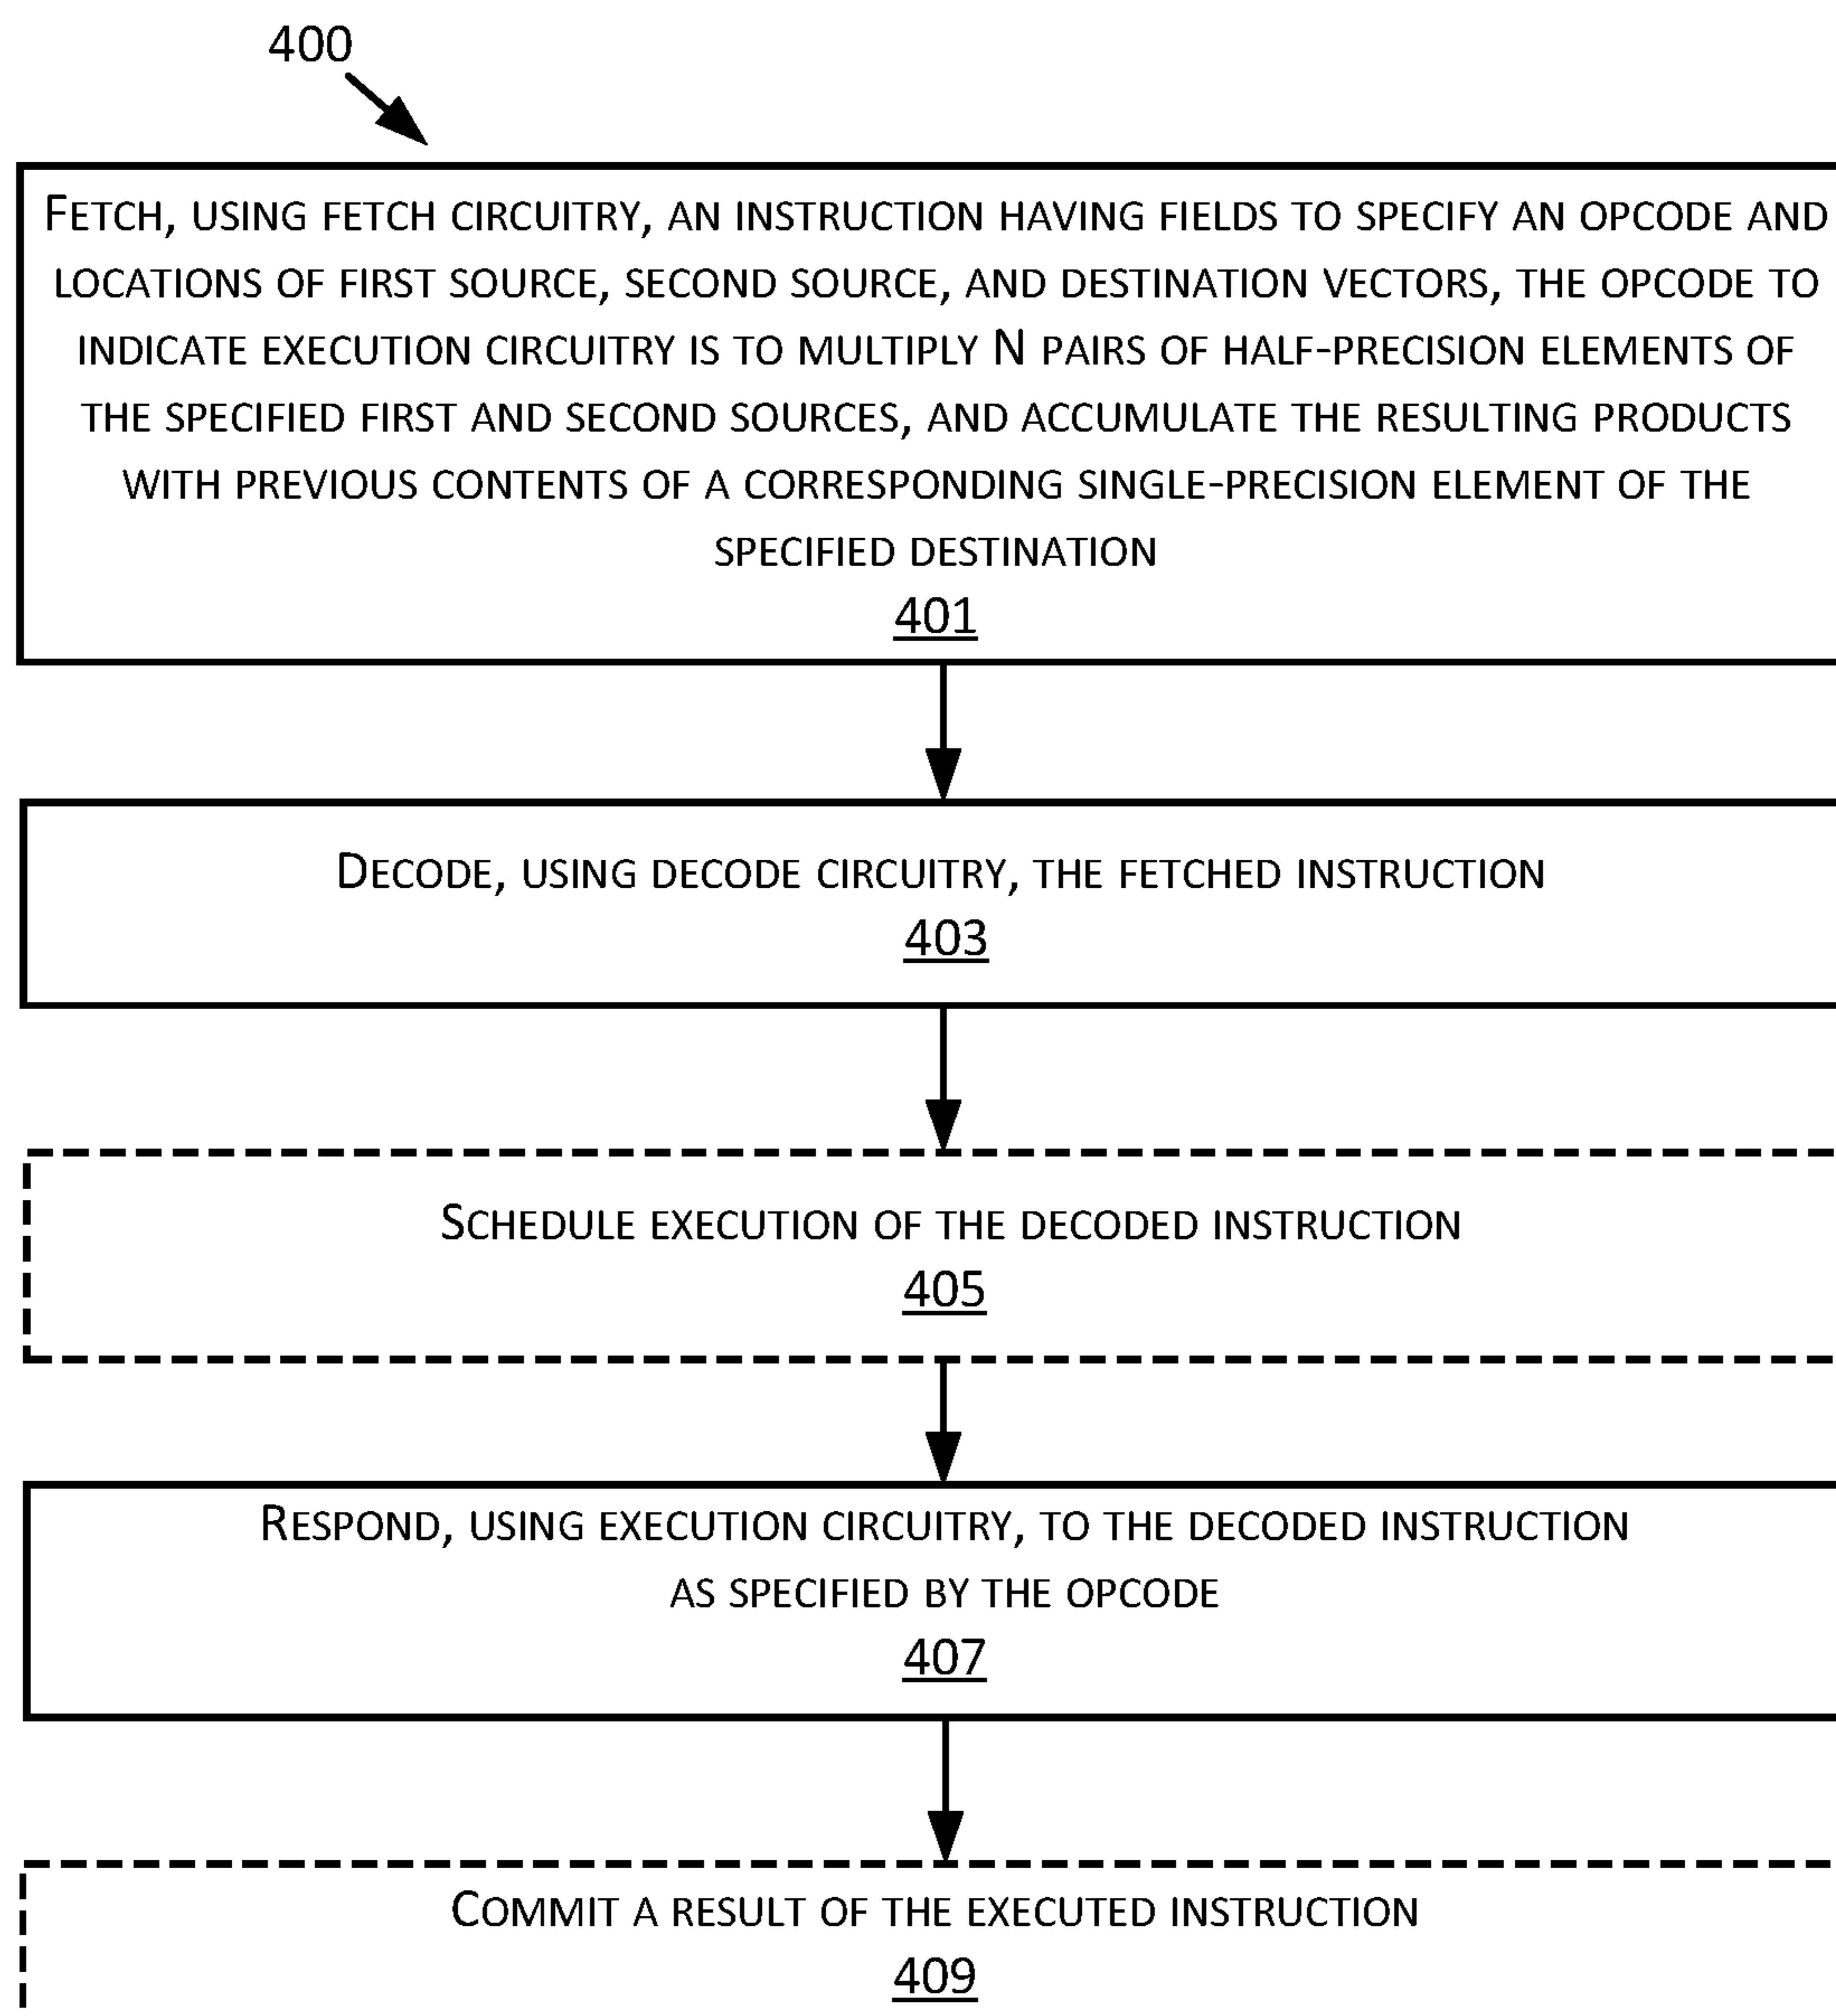 400
Fetch, using fetch circuitry, an instruction having fields to specify an opcode and
locations of first source, second source, and destination vectors, the opcode to
indicate execution circuitry is to multiply N pairs of half-precision elements of
the specified first and second sources, and accumulate the resulting products
with previous contents of a corresponding single-precision element of the
specified destination
401
Decode, using decode circuitry, the fetched instruction
403
Schedule execution of the decoded instruction
405
Respond, using execution circuitry, to the decoded instruction
as specified by the opcode
407
Commit a result of the executed instruction
409